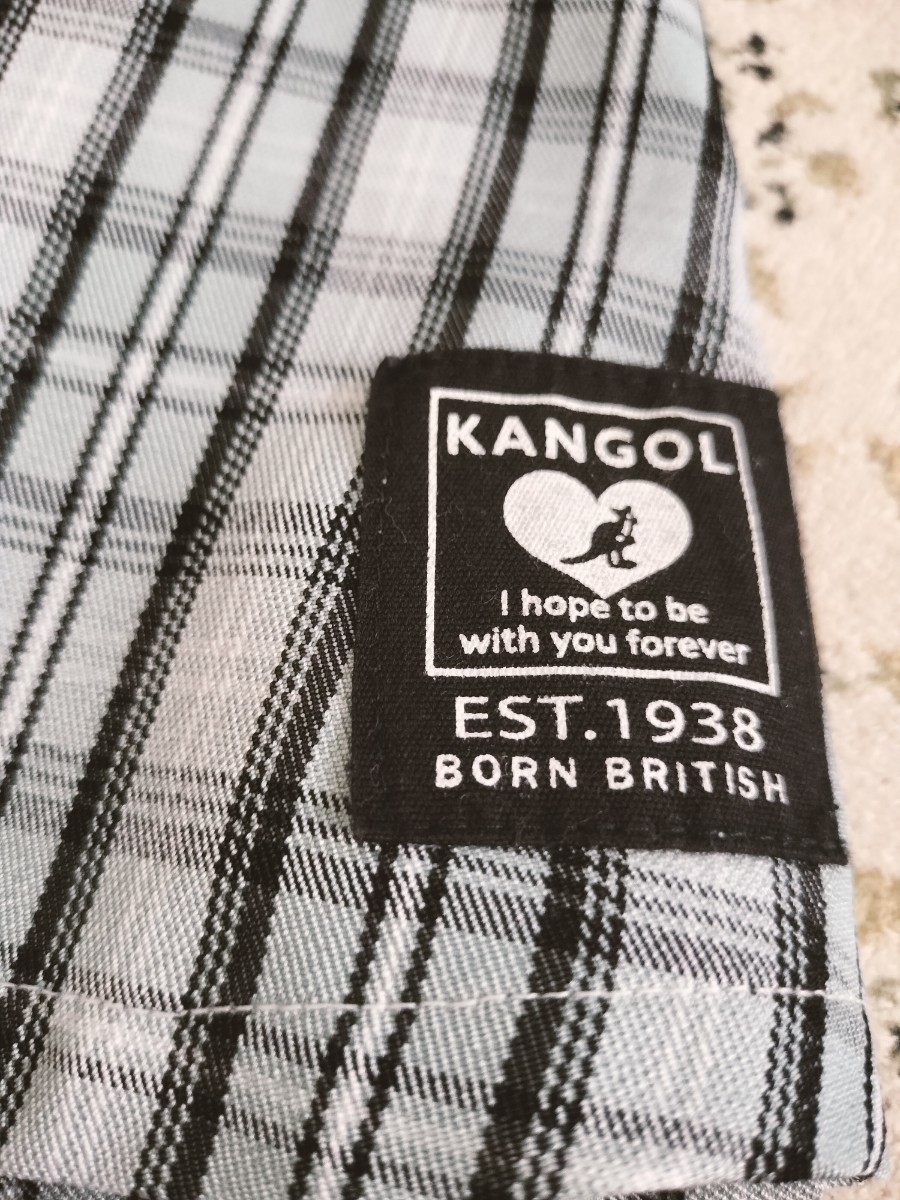 KANGOL
I hope to be
with you forever
EST.1938
BORN BRITISH